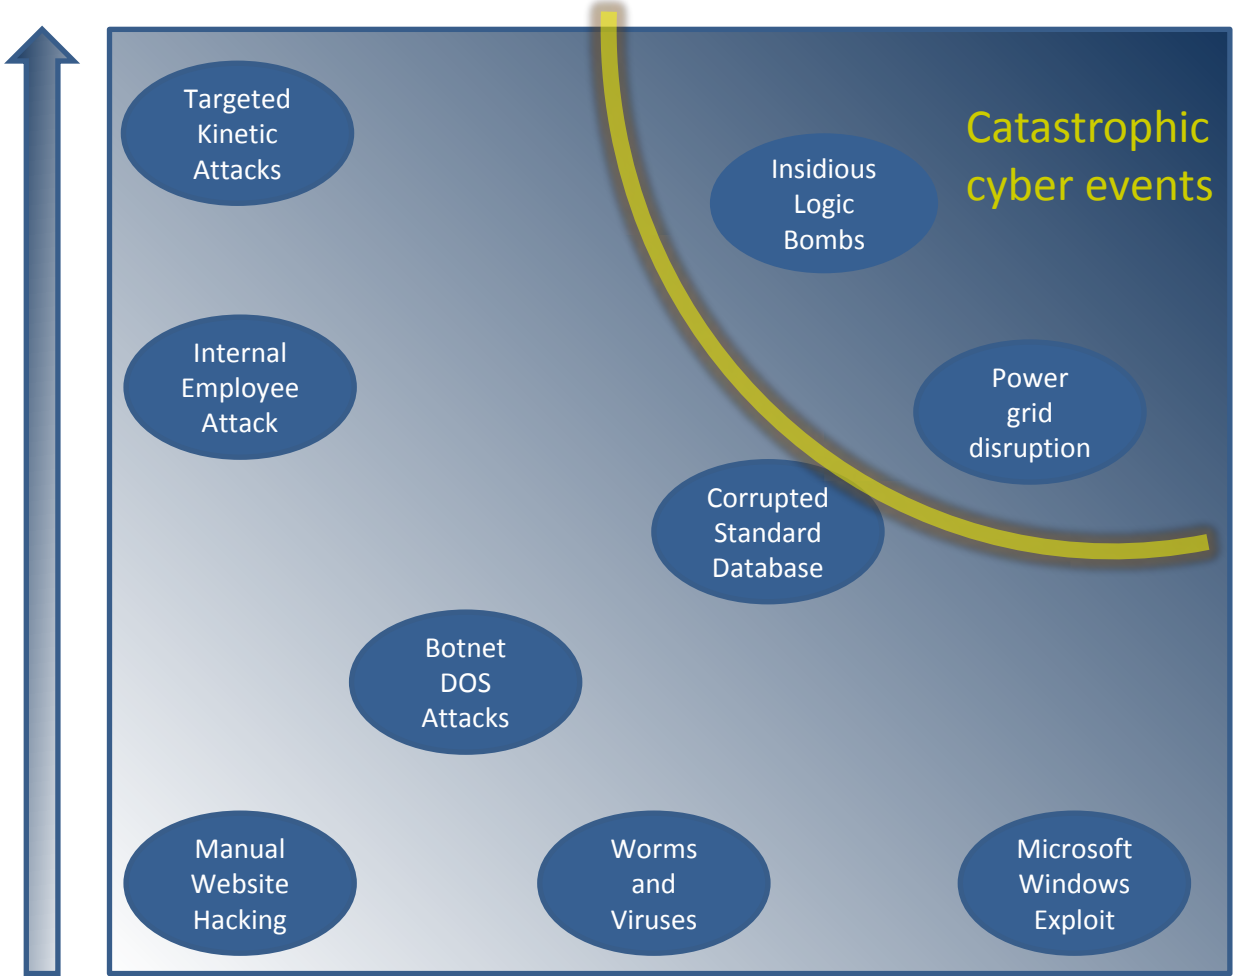 Targeted
Kinetic
Attacks
Catastrophic
cyber events
Insidious
Logic
Bombs
Internal
Employee
Attack
Power
grid
disruption
Corrupted
Standard
Database
Botnet
DOS
Attacks
Manual
Website
Hacking
Worms
and
Viruses
Microsoft
Windows
Exploit